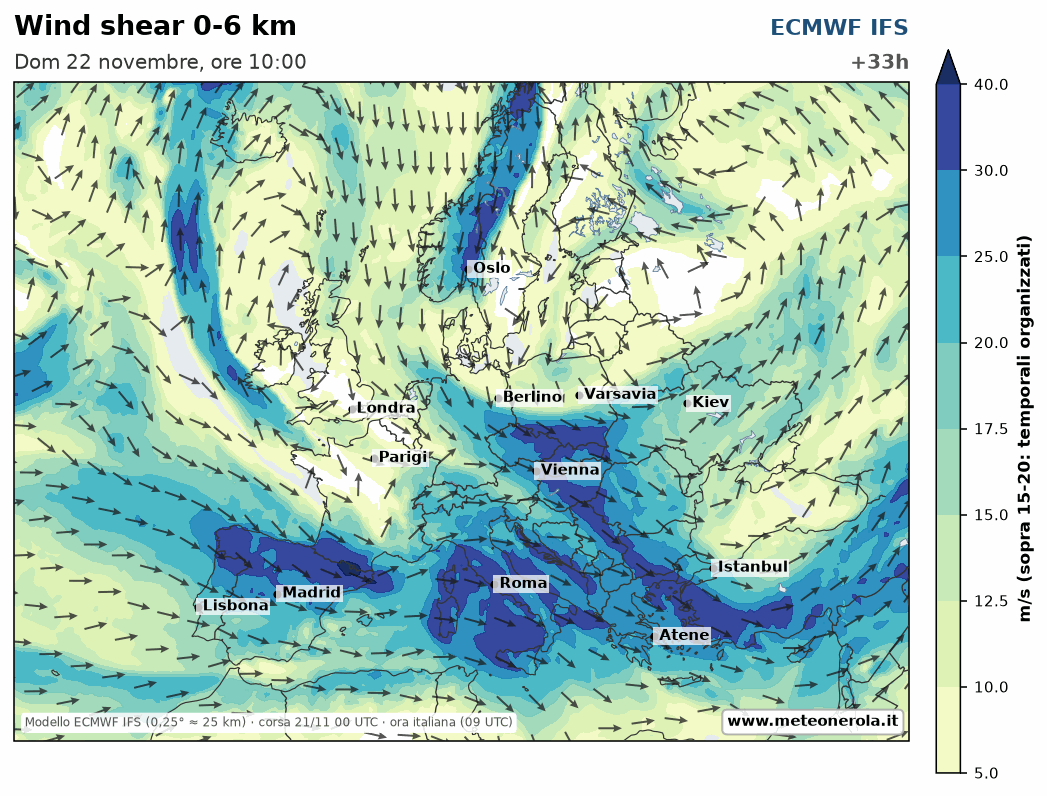 Wind shear 0-6 km
ECMWF IFS
Dom 22 novembre, ore 10:00
+33h
40.0
30.0
25.0
20.0
17.5
15.0
12.5
10.0
5.0
m/s (sopra 15-20: temporali organizzati)
Oslo
Berlino
Varsavia
Kiev
Londra
Parigi
Vienna
Istanbul
Roma
Madrid
Lisbona
Atene
Modello ECMWF IFS (0,25° ≈ 25 km) · corsa 21/11 00 UTC · ora italiana (09 UTC)
www.meteonerola.it